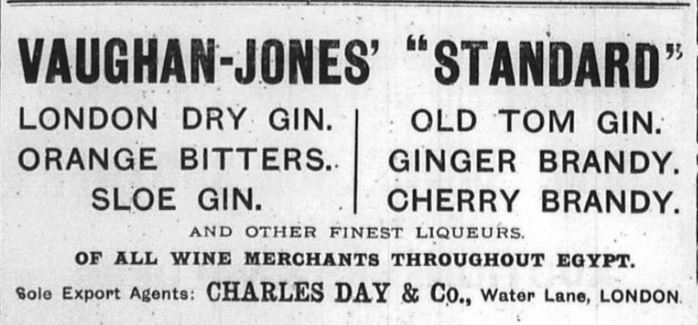 VAUGHAN-JONES' "STANDARD"
LONDON DRY GIN.
ORANGE BITTERS.
SLOE GIN.
OLD TOM GIN.
GINGER BRANDY.
CHERRY BRANDY.
AND OTHER FINEST LIQUEURS.
OF ALL WINE MERCHANTS THROUGHOUT EGYPT.
Sole Export Agents: CHARLES DAY & Co., Water Lane, LONDON.